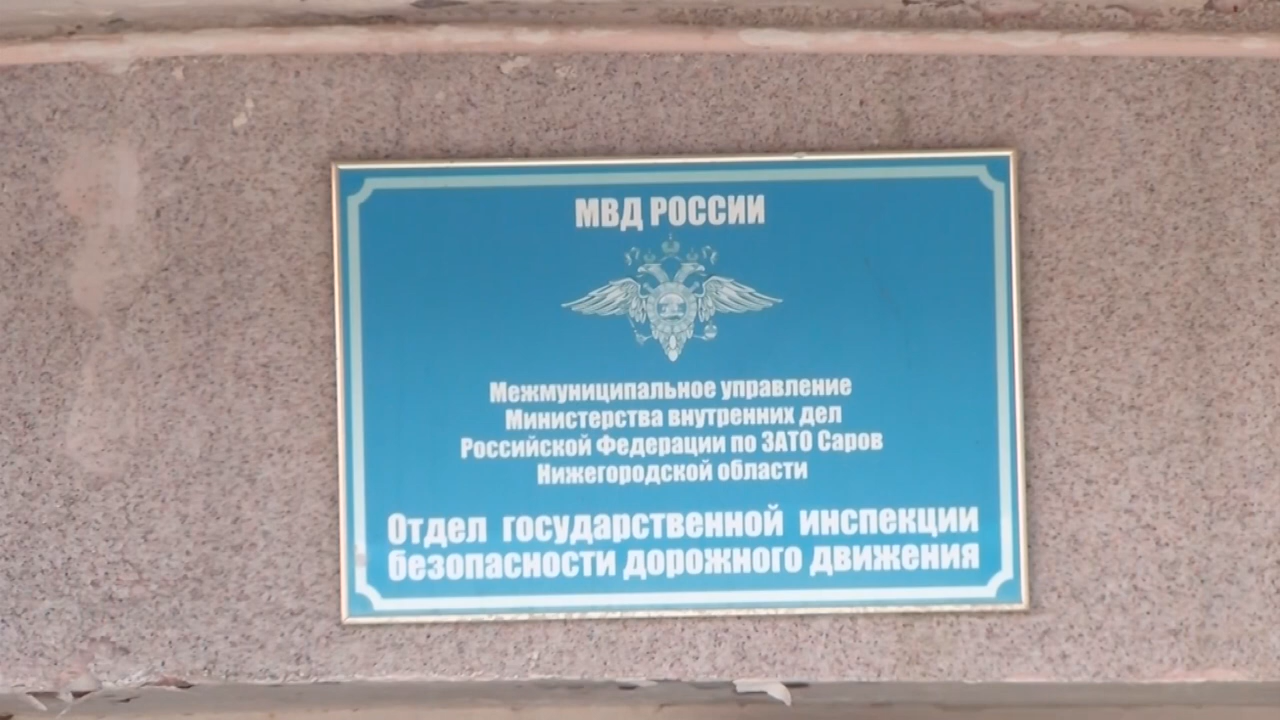 МВД РОССИИ
Межмуниципальное управление
Министерства внутренних дел
Российской Федерации по ЗАТО Саров
Нижегородской области
Отдел государственной инспекции
безопасности дорожного движения